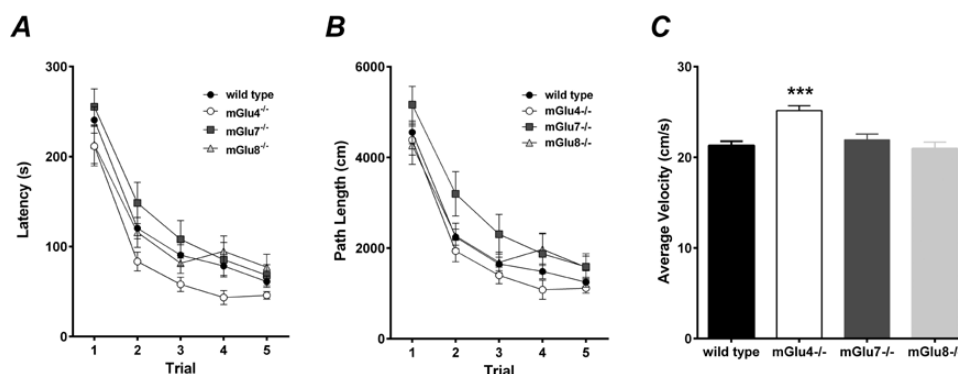 A
Latency (s)
300
200
100
0
wild type
mGlu4-/-
mGlu7-/-
mGlu8-/-
1 2 3 4 5
Trial
B
Path Length (cm)
6000
4000
2000
0
wild type
mGlu4-/-
mGlu7-/-
mGlu8-/-
1 2 3 4 5
Trial
C
Average Velocity (cm/s)
30
20
10
0
***
wild type mGlu4-/- mGlu7-/- mGlu8-/